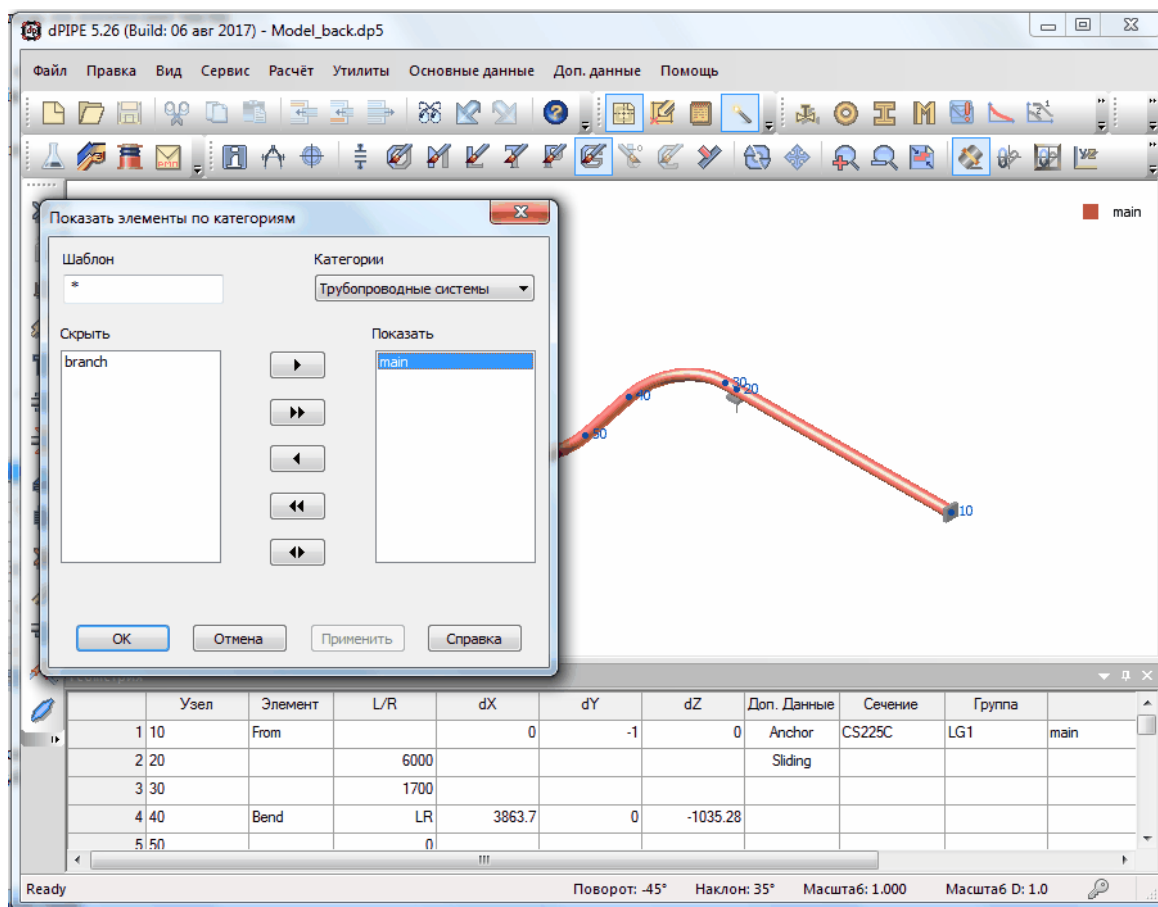 dPIPE 5.26 (Build: 06 авг 2017) - Model_back.dp5
Файл Правка Вид Сервис Расчёт Утилиты Основные данные Доп. данные Помощь
Показать элементы по категориям
main
Шаблон Категории
* Трубопроводные системы
Скрыть Показать
branch main
20
40
50
10
ОК Отмена Применить Справка
Узел Элемент L/R dX dY dZ Доп. Данные Сечение Группа
1 10 From 0 -1 0 Anchor CS225C LG1 main
2 20 6000 Sliding
3 30 1700
4 40 Bend LR 3863.7 0 -1035.28
5 50 0
Ready Поворот: -45° Наклон: 35° Масштаб: 1.000 Масштаб D: 1.0